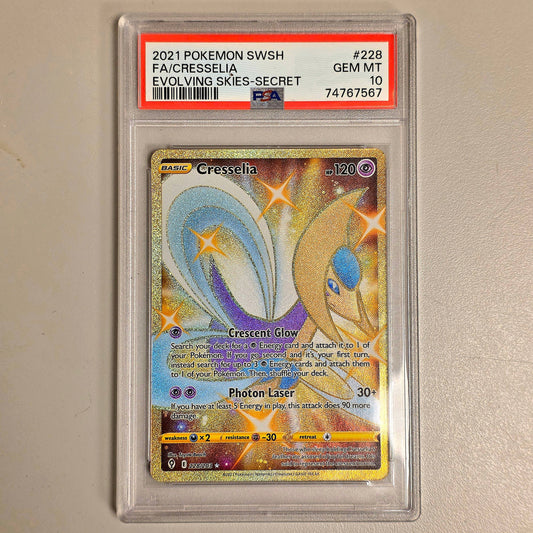 2021 POKEMON SWSH #228
FA/CRESSELIA GEM MT
EVOLVING SKIES-SECRET 10
PSA 74767567
BASIC Cresselia HP 120
Crescent Glow
Search your deck for a Energy card and attach it to 1 of
your Pokémon. If you go second and it's your first turn,
instead search for up to 3 Energy cards and attach them
to 1 of your Pokémon. Then, shuffle your deck.
Photon Laser 30+
If you have at least 5 Energy in play, this attack does 90 more
damage.
weakness ×2 resistance -30 retreat
228/203